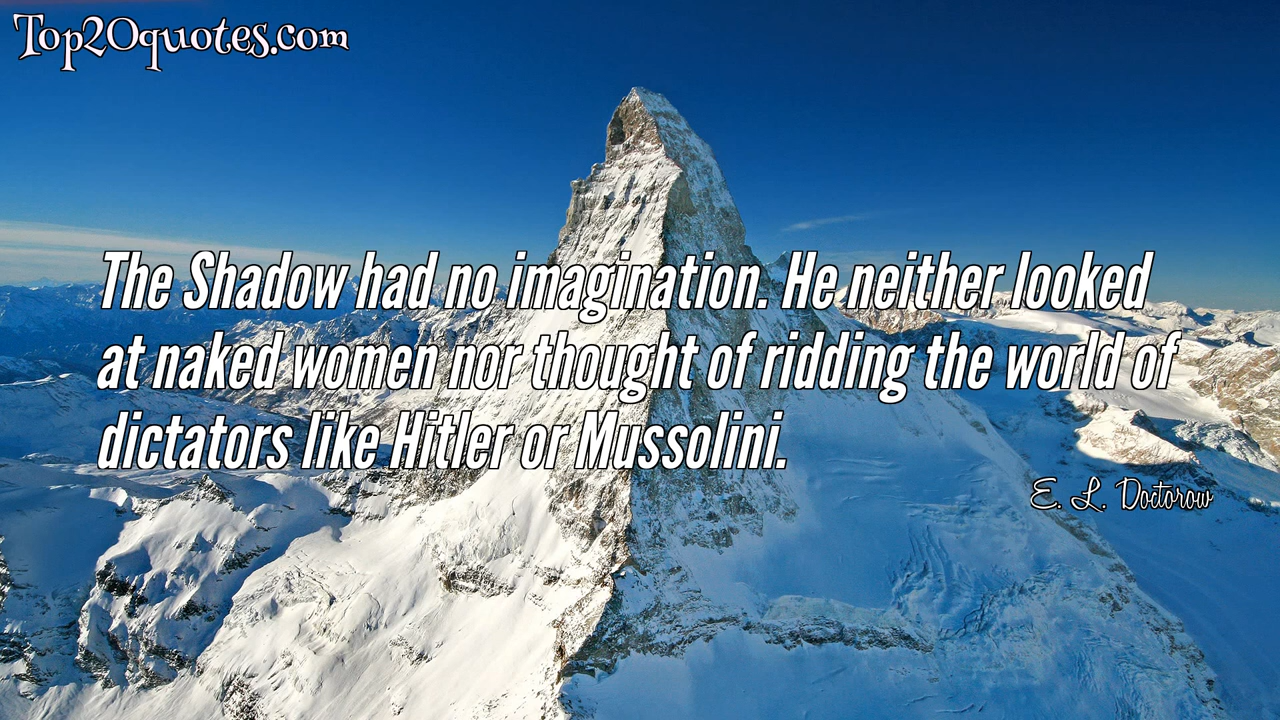 Top20quotes.com
The Shadow had no imagination. He neither looked
at naked women nor thought of ridding the world of
dictators like Hitler or Mussolini.
E. L. Doctorow